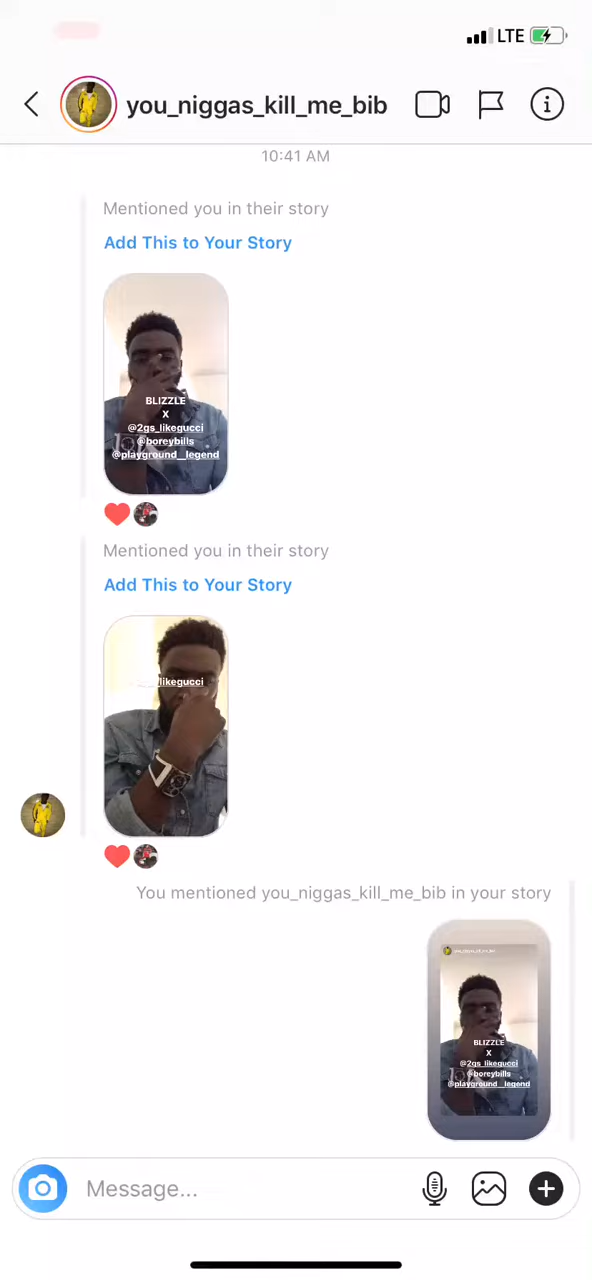 LTE
you_niggas_kill_me_bib
10:41 AM
Mentioned you in their story
Add This to Your Story
BLIZZLE
X
@2gs_likegucci
@boreybills
@playground__legend
Mentioned you in their story
Add This to Your Story
likegucci
You mentioned you_niggas_kill_me_bib in your story
BLIZZLE
X
@2gs_likegucci
@boreybills
@playground__legend
Message...